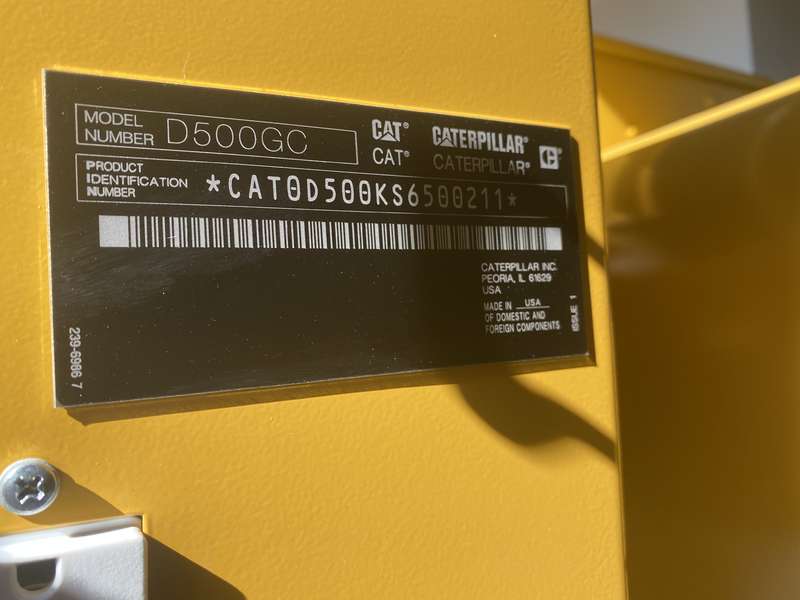 MODEL
NUMBER D500GC
CAT® CATERPILLAR®
CAT® CATERPILLAR®
PRODUCT
IDENTIFICATION
NUMBER
*CAT0D500KS6500211*
CATERPILLAR INC.
PEORIA, IL 61629
USA
MADE IN USA
OF DOMESTIC AND
FOREIGN COMPONENTS
ISSUE 1
239-6986 7